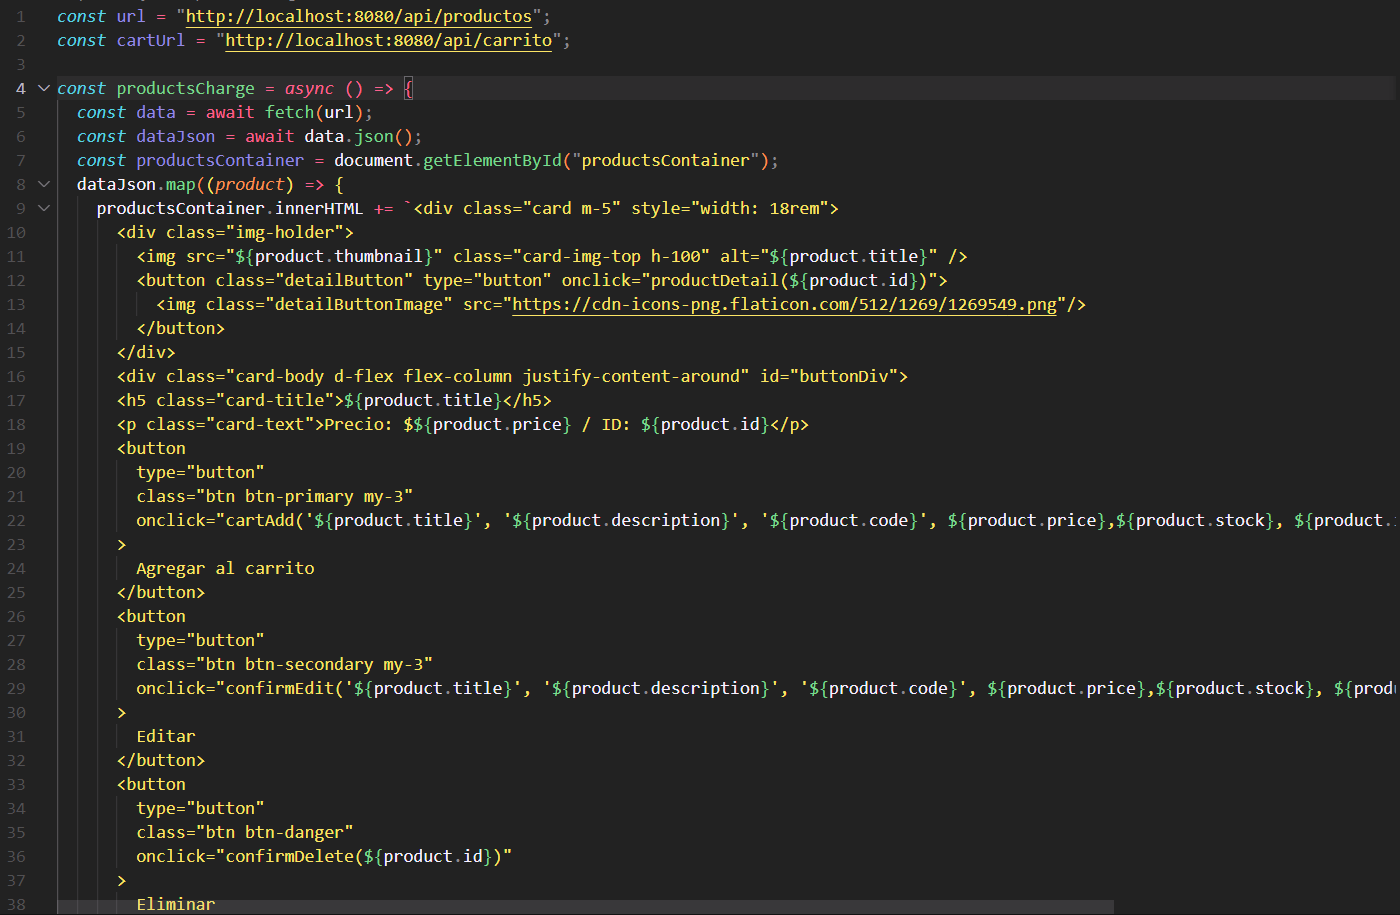 1 const url = "http://localhost:8080/api/productos";
2 const cartUrl = "http://localhost:8080/api/carrito";
3
4 const productsCharge = async () => {
5 const data = await fetch(url);
6 const dataJson = await data.json();
7 const productsContainer = document.getElementById("productsContainer");
8 dataJson.map((product) => {
9 productsContainer.innerHTML += `<div class="card m-5" style="width: 18rem">
10 <div class="img-holder">
11 <img src="${product.thumbnail}" class="card-img-top h-100" alt="${product.title}" />
12 <button class="detailButton" type="button" onclick="productDetail(${product.id})">
13 <img class="detailButtonImage" src="https://cdn-icons-png.flaticon.com/512/1269/1269549.png"/>
14 </button>
15 </div>
16 <div class="card-body d-flex flex-column justify-content-around" id="buttonDiv">
17 <h5 class="card-title">${product.title}</h5>
18 <p class="card-text">Precio: $${product.price} / ID: ${product.id}</p>
19 <button
20 type="button"
21 class="btn btn-primary my-3"
22 onclick="cartAdd('${product.title}', '${product.description}', '${product.code}', ${product.price},${product.stock}, ${product.
23 >
24 Agregar al carrito
25 </button>
26 <button
27 type="button"
28 class="btn btn-secondary my-3"
29 onclick="confirmEdit('${product.title}', '${product.description}', '${product.code}', ${product.price},${product.stock}, ${prod
30 >
31 Editar
32 </button>
33 <button
34 type="button"
35 class="btn btn-danger"
36 onclick="confirmDelete(${product.id})"
37 >
38 Eliminar